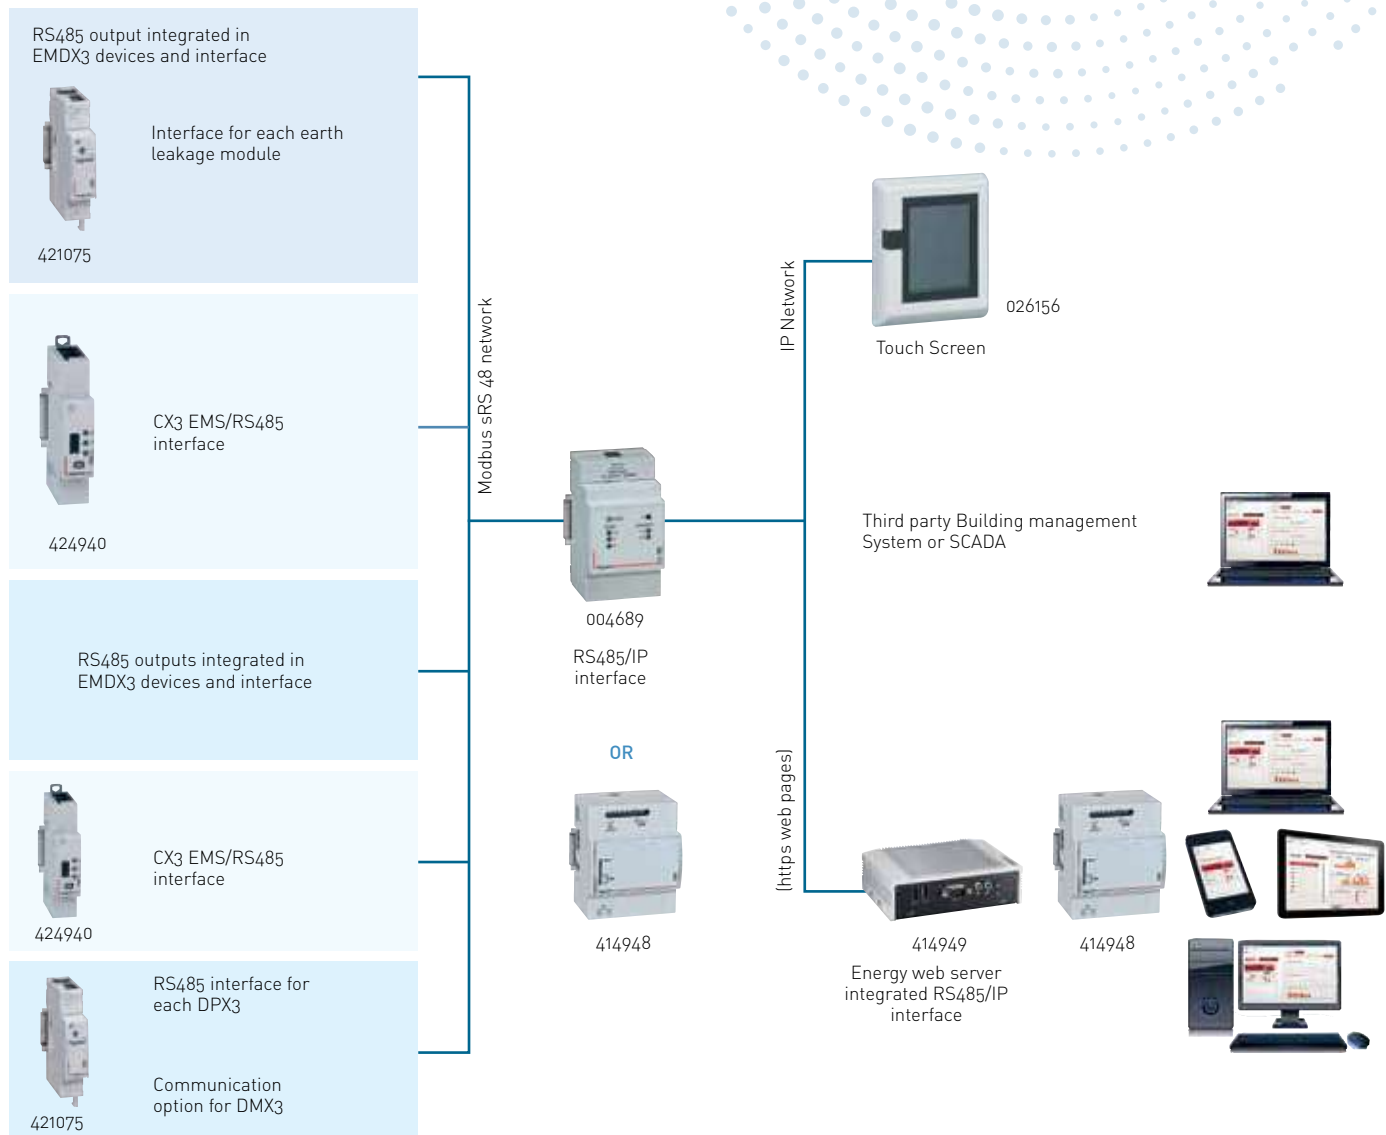 RS485 output integrated in
EMDX3 devices and interface
Interface for each earth
leakage module
421075
CX3 EMS/RS485
interface
424940
RS485 outputs integrated in
EMDX3 devices and interface
CX3 EMS/RS485
interface
424940
RS485 interface for
each DPX3
Communication
option for DMX3
421075
Modbus sRS 48 network
004689
RS485/IP
interface
OR
414948
IP Network
026156
Touch Screen
Third party Building management
System or SCADA
(https web pages)
414949
Energy web server
integrated RS485/IP
interface
414948